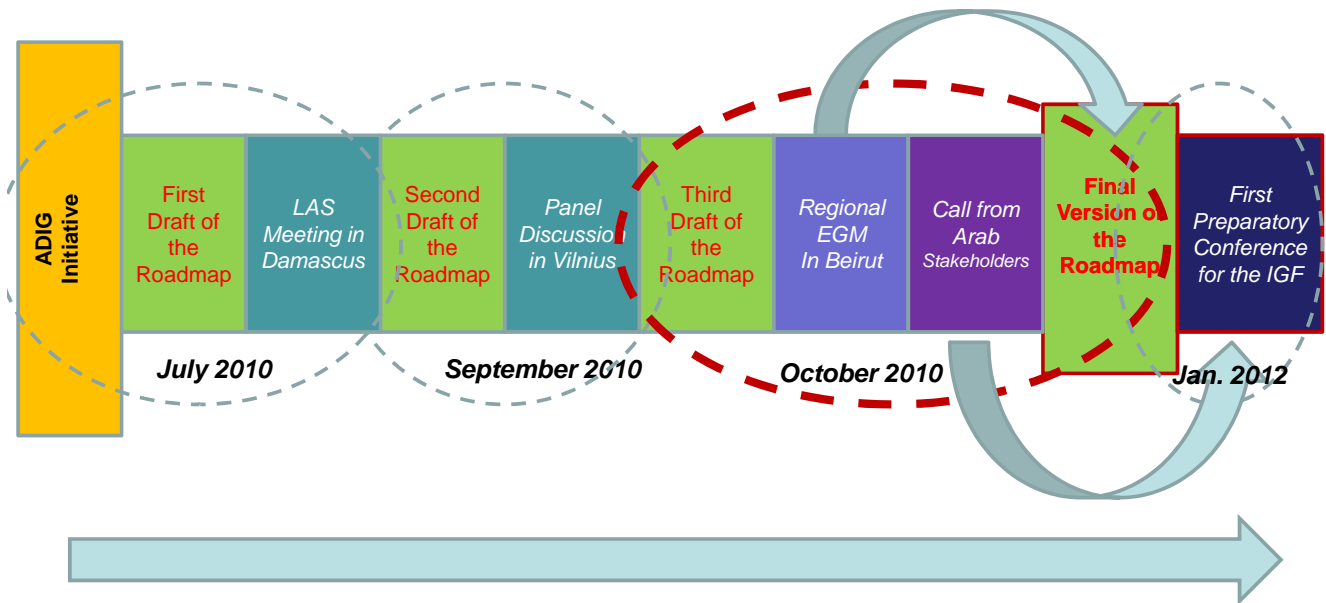 ADIG
Initiative
First
Draft of
the
Roadmap
LAS
Meeting in
Damascus
Second
Draft of
the
Roadmap
Panel
Discussion
in Vilnius
Third
Draft of
the
Roadmap
Regional
EGM
In Beirut
Call from
Arab
Stakeholders
Final
Version of
the
Roadmap
First
Preparatory
Conference
for the IGF
July 2010
September 2010
October 2010
Jan. 2012